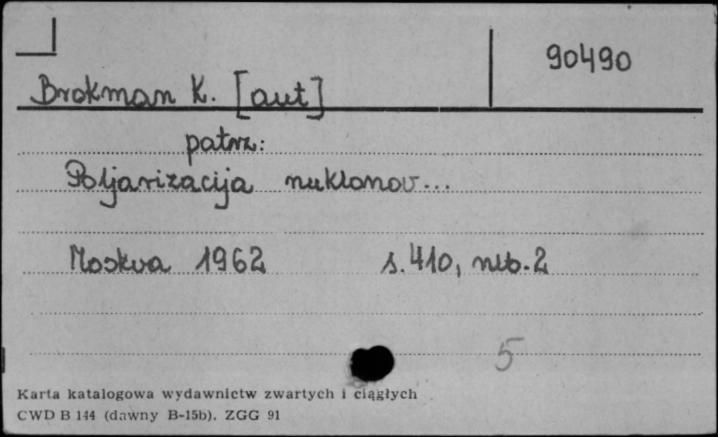 90490
Brokman K. [aut]
patrz:
Poljarizacija nuklonov...
Moskva 1962 s. 410, nlb. 2
5
Karta katalogowa wydawnictw zwartych i ciągłych
CWD B 144 (dawny B-15b). ZGG 91